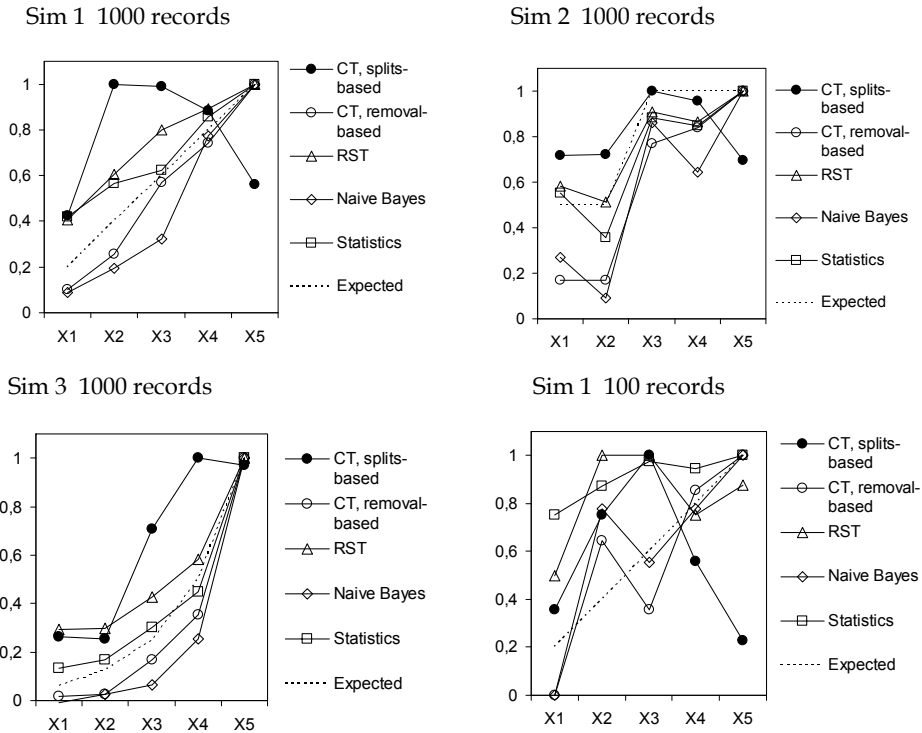 Sim 1 1000 records
1
0,8
0,6
0,4
0,2
0
X1 X2 X3 X4 X5
CT, splits-
based
CT, removal-
based
RST
Naive Bayes
Statistics
Expected
Sim 2 1000 records
1
0,8
0,6
0,4
0,2
0
X1 X2 X3 X4 X5
CT, splits-
based
CT, removal-
based
RST
Naive Bayes
Statistics
Expected
Sim 3 1000 records
1
0,8
0,6
0,4
0,2
0
X1 X2 X3 X4 X5
CT, splits-
based
CT, removal-
based
RST
Naive Bayes
Statistics
Expected
Sim 1 100 records
1
0,8
0,6
0,4
0,2
0
X1 X2 X3 X4 X5
CT, splits-
based
CT, removal-
based
RST
Naive Bayes
Statistics
Expected